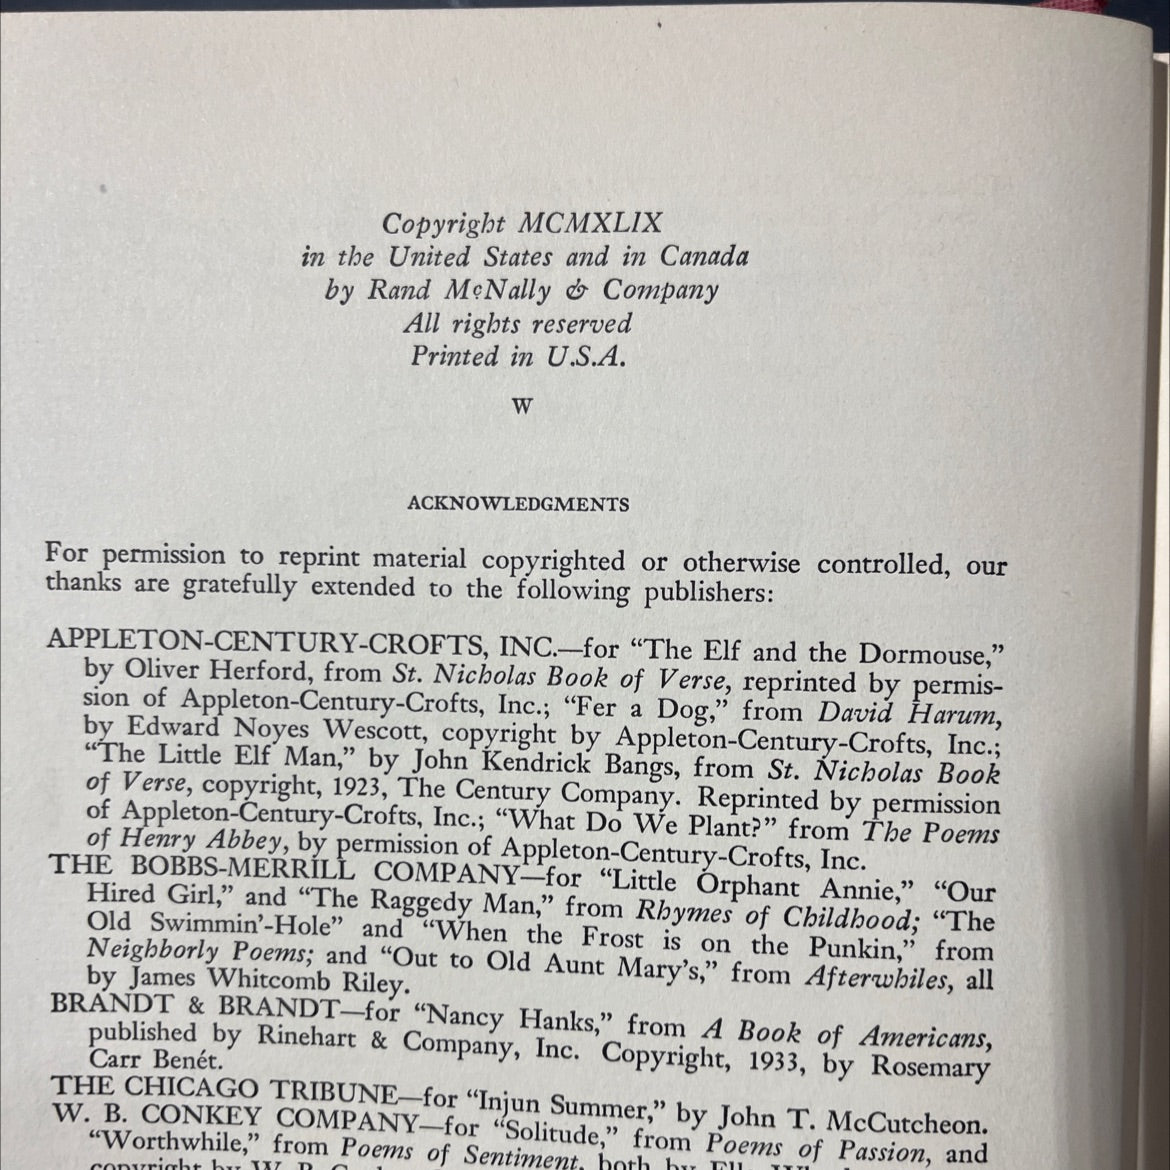 Copyright MCMXLIX
in the United States and in Canada
by Rand McNally & Company
All rights reserved
Printed in U.S.A.
W
ACKNOWLEDGMENTS
For permission to reprint material copyrighted or otherwise controlled, our
thanks are gratefully extended to the following publishers:
APPLETON-CENTURY-CROFTS, INC.—for “The Elf and the Dormouse,”
by Oliver Herford, from St. Nicholas Book of Verse, reprinted by permis-
sion of Appleton-Century-Crofts, Inc.; “Fer a Dog,” from David Harum,
by Edward Noyes Wescott, copyright by Appleton-Century-Crofts, Inc.;
“The Little Elf Man,” by John Kendrick Bangs, from St. Nicholas Book
of Verse, copyright, 1923, The Century Company. Reprinted by permission
of Appleton-Century-Crofts, Inc.; “What Do We Plant?” from The Poems
of Henry Abbey, by permission of Appleton-Century-Crofts, Inc.
THE BOBBS-MERRILL COMPANY—for “Little Orphant Annie,” “Our
Hired Girl,” and “The Raggedy Man,” from Rhymes of Childhood; “The
Old Swimmin’-Hole” and “When the Frost is on the Punkin,” from
Neighborly Poems; and “Out to Old Aunt Mary’s,” from Afterwhiles, all
by James Whitcomb Riley.
BRANDT & BRANDT—for “Nancy Hanks,” from A Book of Americans,
published by Rinehart & Company, Inc. Copyright, 1933, by Rosemary
Carr Benét.
THE CHICAGO TRIBUNE—for “Injun Summer,” by John T. McCutcheon.
W. B. CONKEY COMPANY—for “Solitude,” from Poems of Passion, and
“Worthwhile,” from Poems of Sentiment, both by
copyright by W. B.